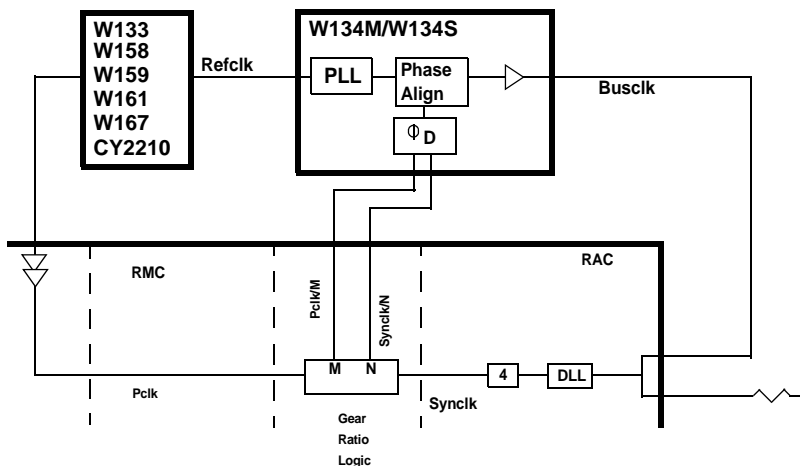 W133
W158
W159
W161
W167
CY2210
Refclk
W134M/W134S
PLL
Phase
Align
Φ D
Busclk
RMC
RAC
Pclk/M
Synclk/N
M N
Pclk
Synclk
4
DLL
Gear
Ratio
Logic